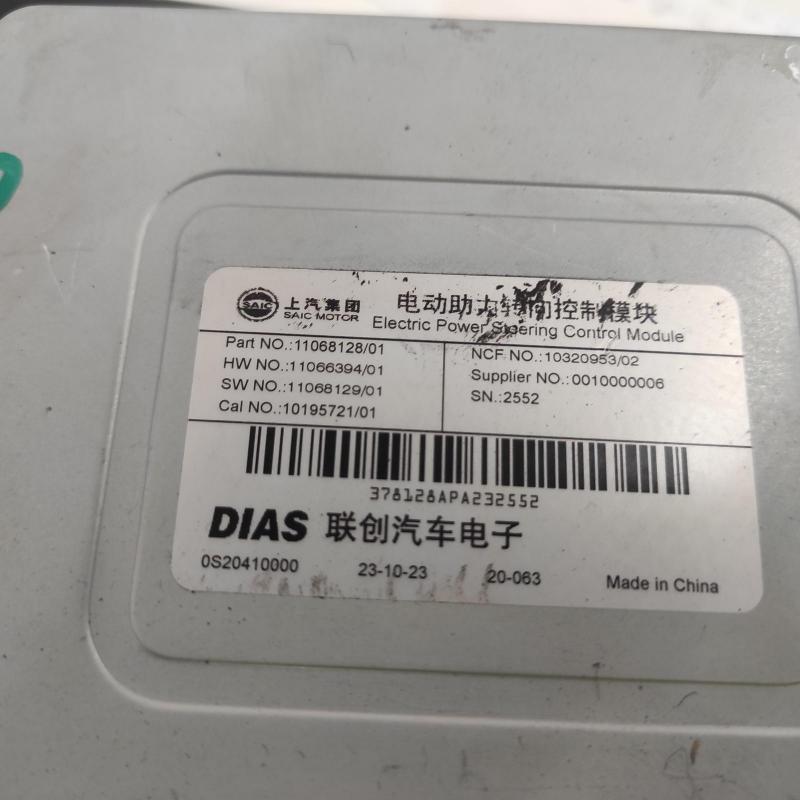 SAIC 上汽集团
SAIC MOTOR
电动助力转向控制模块
Electric Power Steering Control Module
Part NO.:11068128/01
HW NO.:11066394/01
SW NO.:11068129/01
Cal NO.:10195721/01
NCF NO.:10320953/02
Supplier NO.:0010000006
SN.:2552
378128APA232552
DIAS 联创汽车电子
0S20410000 23-10-23 20-063 Made in China